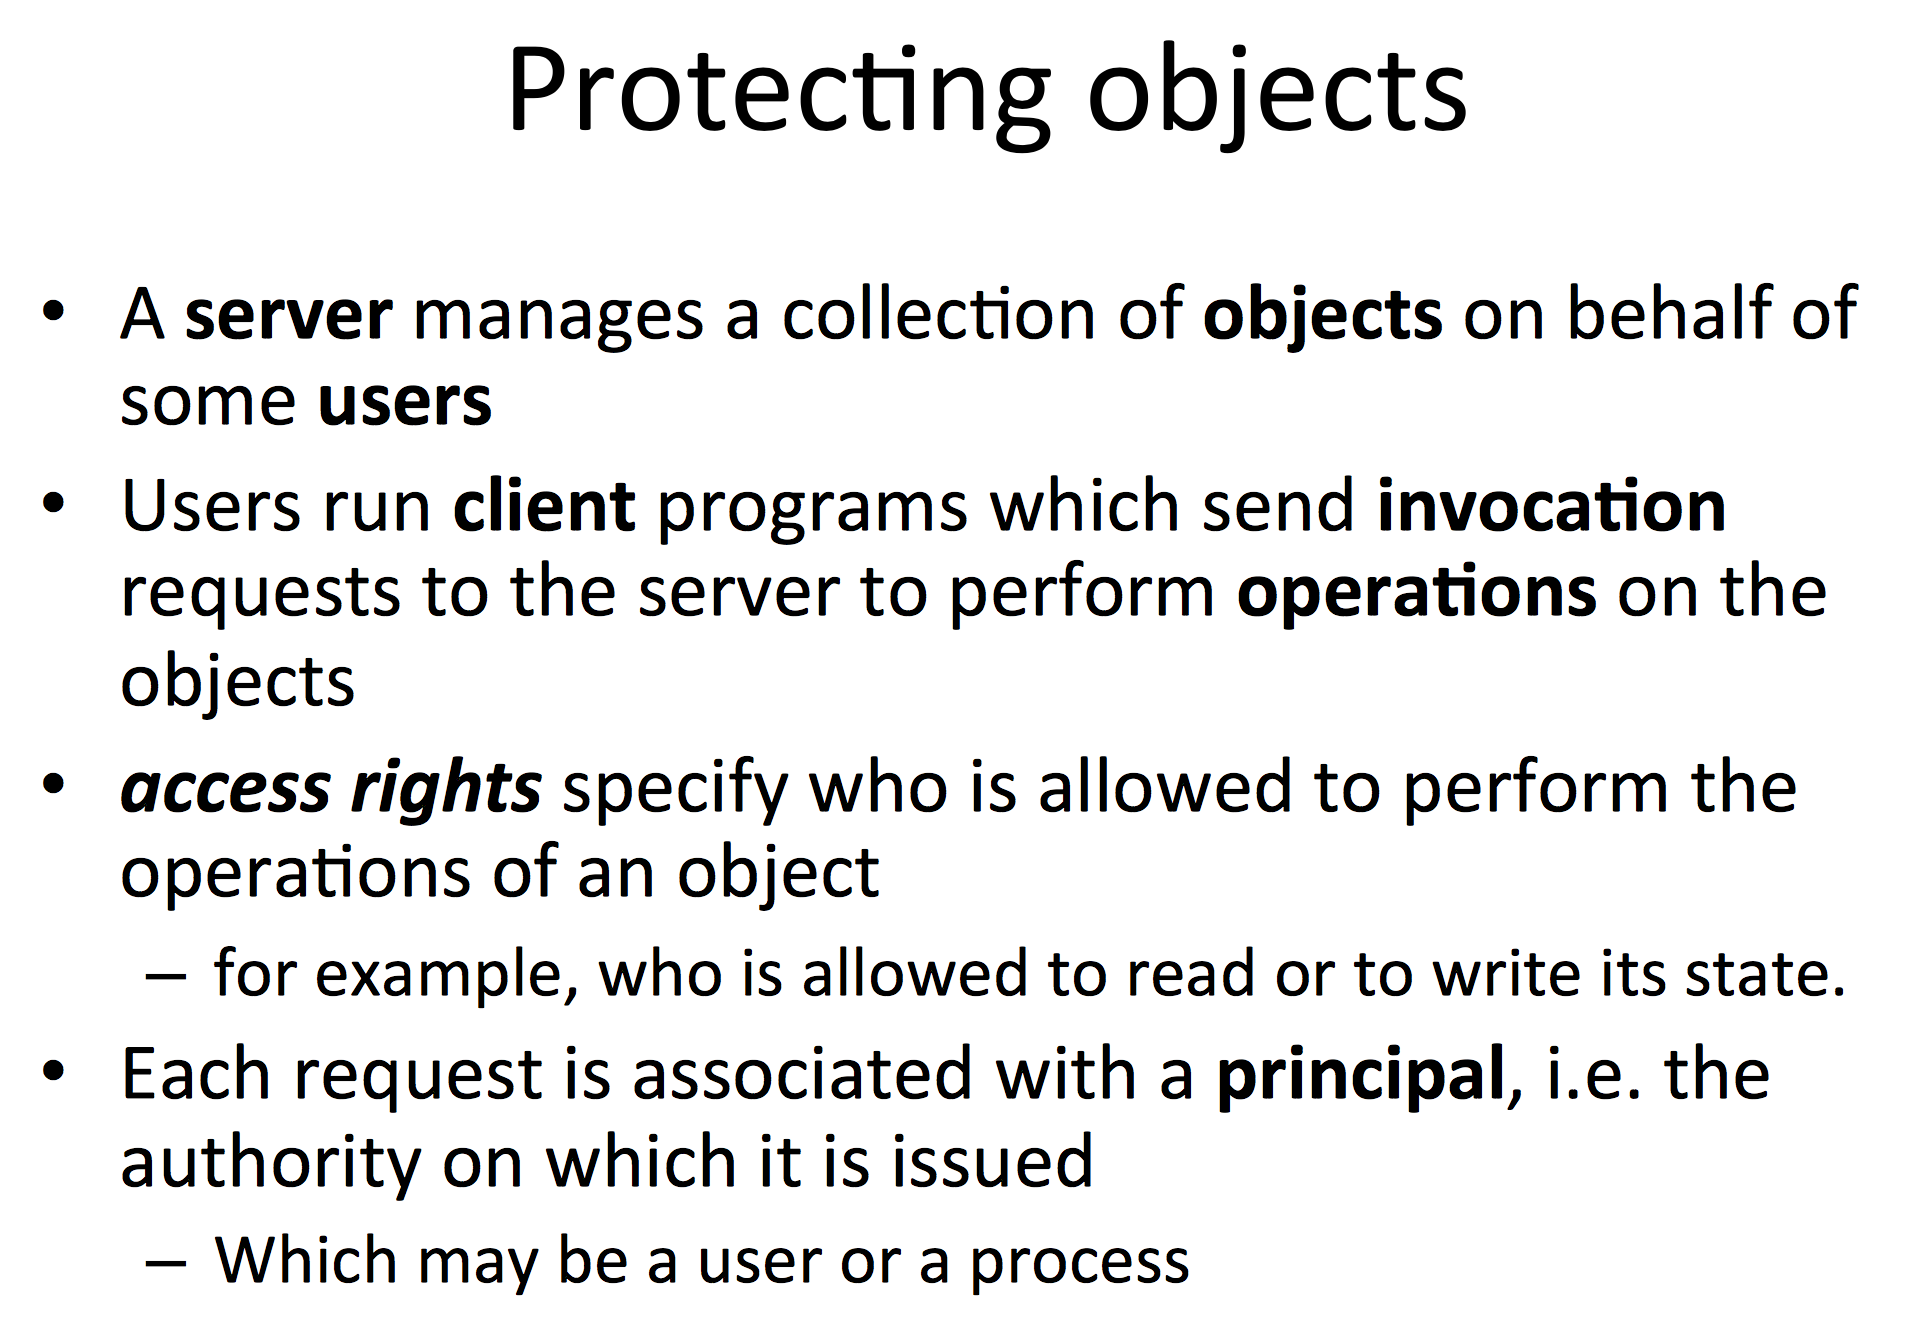 Protecting objects
• A server manages a collection of objects on behalf of
some users
• Users run client programs which send invocation
requests to the server to perform operations on the
objects
• access rights specify who is allowed to perform the
operations of an object
– for example, who is allowed to read or to write its state.
• Each request is associated with a principal, i.e. the
authority on which it is issued
– Which may be a user or a process